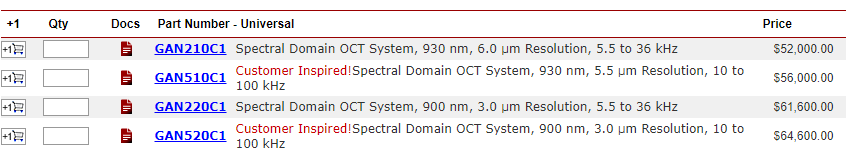 +1 Qty Docs Part Number - Universal Price
+1 GAN210C1 Spectral Domain OCT System, 930 nm, 6.0 µm Resolution, 5.5 to 36 kHz $52,000.00
+1 GAN510C1 Customer Inspired!Spectral Domain OCT System, 930 nm, 5.5 µm Resolution, 10 to $56,000.00
100 kHz
+1 GAN220C1 Spectral Domain OCT System, 900 nm, 3.0 µm Resolution, 5.5 to 36 kHz $61,600.00
+1 GAN520C1 Customer Inspired!Spectral Domain OCT System, 900 nm, 3.0 µm Resolution, 10 to $64,600.00
100 kHz